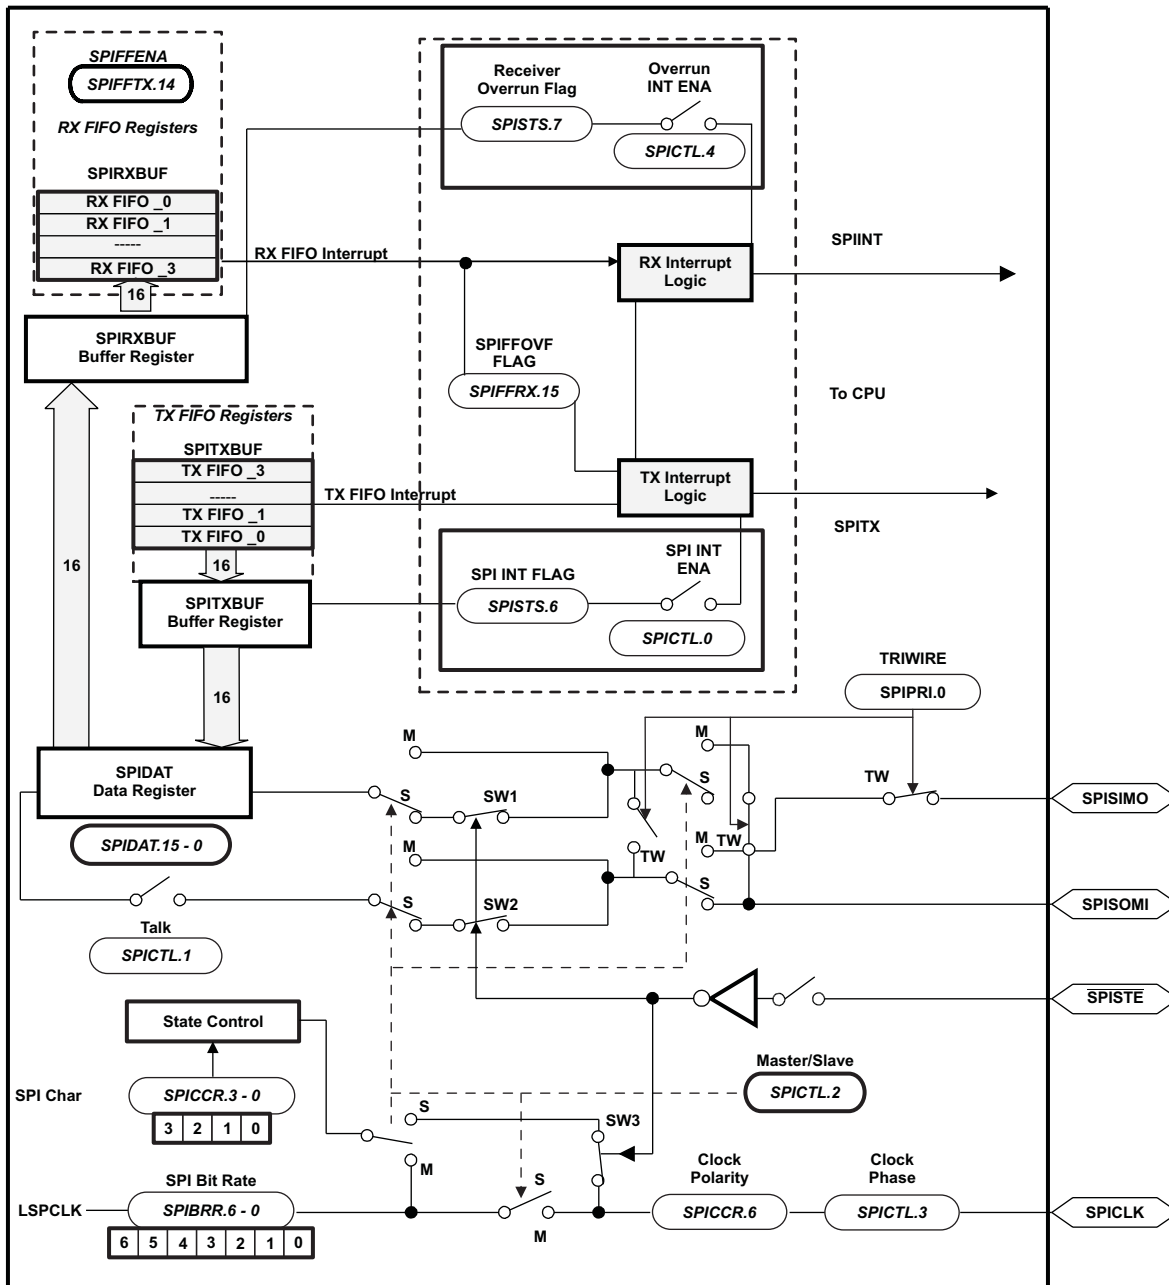 SPIFFENA
SPIFFTX.14
RX FIFO Registers
SPIRXBUF
RX FIFO _0
RX FIFO _1
-----
RX FIFO _3
16
SPIRXBUF
Buffer Register
Receiver
Overrun Flag
SPISTS.7
Overrun
INT ENA
SPICTL.4
RX FIFO Interrupt
RX Interrupt
Logic
SPIINT
SPIFFOVF
FLAG
SPIFFRX.15
To CPU
TX FIFO Registers
SPITXBUF
TX FIFO _3
-----
TX FIFO _1
TX FIFO _0
16
TX FIFO Interrupt
TX Interrupt
Logic
SPITX
16
SPITXBUF
Buffer Register
SPI INT FLAG
SPISTS.6
SPI INT
ENA
SPICTL.0
16
TRIWIRE
SPIPRI.0
SPIDAT
Data Register
SPIDAT.15 - 0
M
S
SW1
M
S
TW
M
TW
TW
SPISIMO
M
S
SW2
S
SPISOMI
Talk
SPICTL.1
SPISTE
State Control
Master/Slave
SPICTL.2
SPI Char
SPICCR.3 - 0
3 2 1 0
S
M
SW3
S
M
Clock
Polarity
SPICCR.6
Clock
Phase
SPICTL.3
SPICLK
SPI Bit Rate
LSPCLK
SPIBRR.6 - 0
6 5 4 3 2 1 0